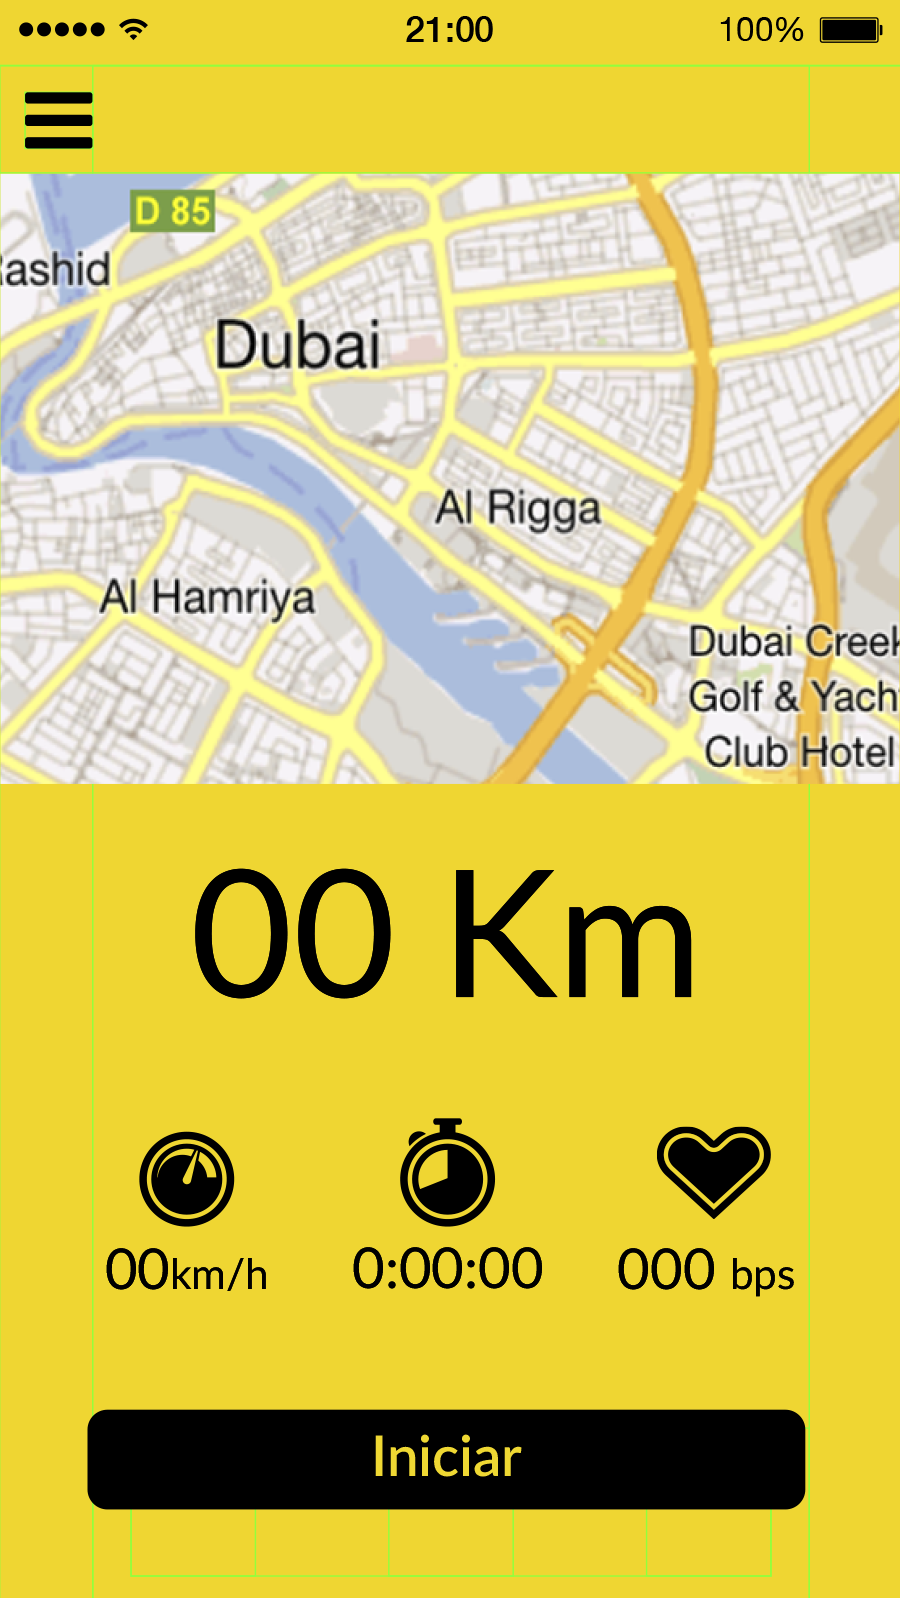 21:00
100%
D 85
Rashid
Dubai
Al Rigga
Al Hamriya
Dubai Creek
Golf & Yach
Club Hotel
00 Km
00km/h
0:00:00
000 bps
Iniciar